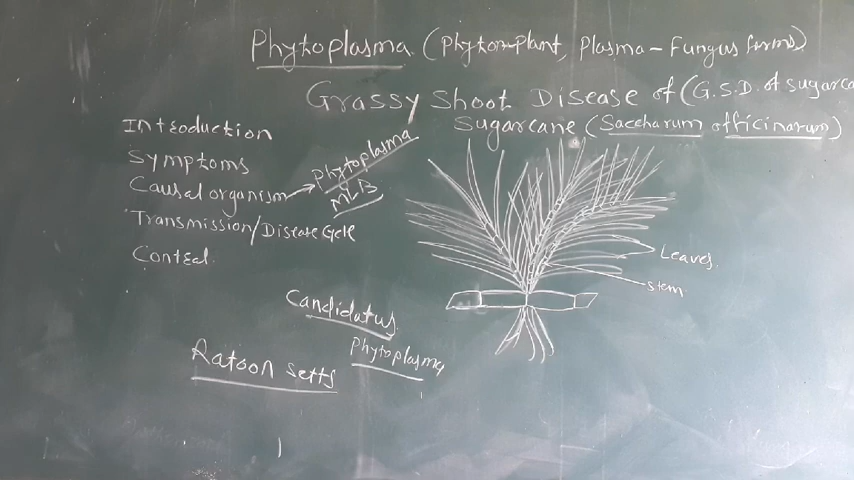 Phytoplasma (Phyton-plant, Plasma - Fungus forms)
Grassy Shoot Disease of (G.S.D. of sugarca
Sugarcane (Saccharum officinarum)
Introduction
Symptoms
Causal organism → Phytoplasma
MLB
Transmission/Disease Cycle
Control
Leaves
stem
Candidatus
Phytoplasma
Ratoon setts